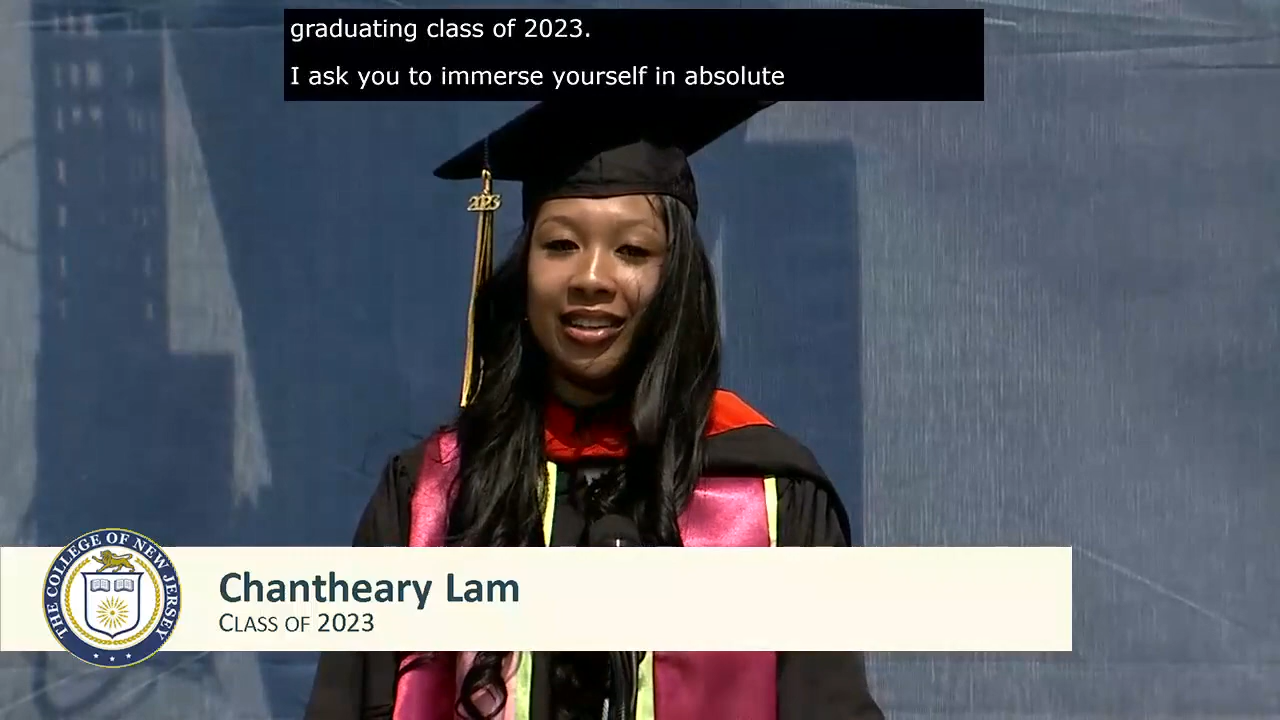 graduating class of 2023.
I ask you to immerse yourself in absolute
2023
THE COLLEGE OF NEW JERSEY
Chantheary Lam
CLASS OF 2023